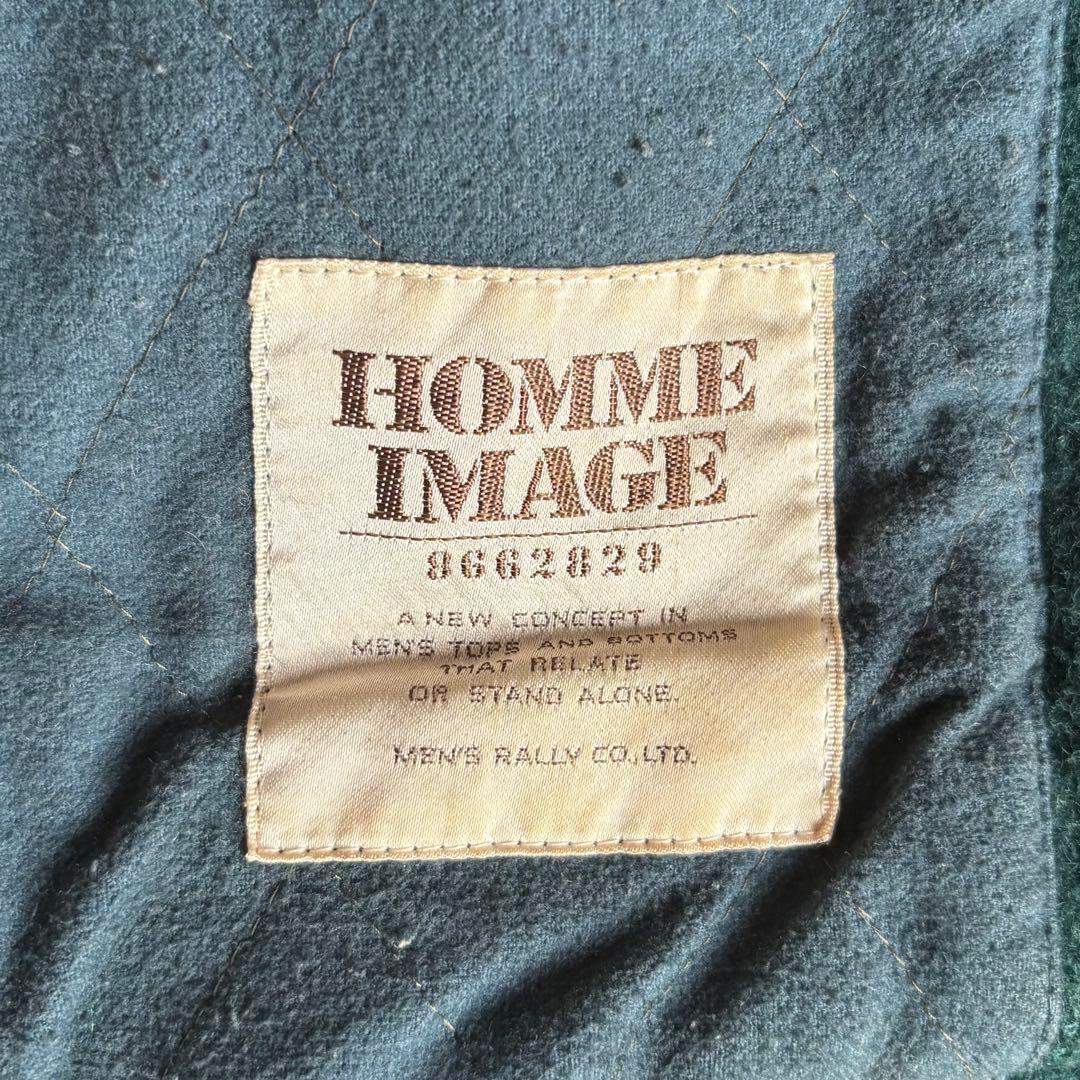 HOMME
IMAGE
8662829
A NEW CONCEPT IN
MEN'S TOPS AND BOTTOMS
THAT RELATE
OR STAND ALONE.
MEN'S RALLY CO.,LTD.